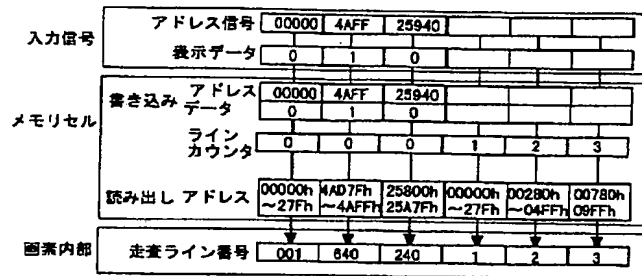 入力信号
アドレス信号 00000 4AFF 25940
表示データ 0 1 0
メモリセル
書き込み アドレス 00000 4AFF 25940
データ 0 1 0
ライン
カウンタ 0 0 0 1 2 3
読み出し アドレス 00000h 4AD7Fh 25800h 00000h 00280h 00780h
〜27Fh 〜4AFFh 25A7Fh 〜27Fh 〜04FFh 09FFh
画素内部 走査ライン番号 001 640 240 1 2 3